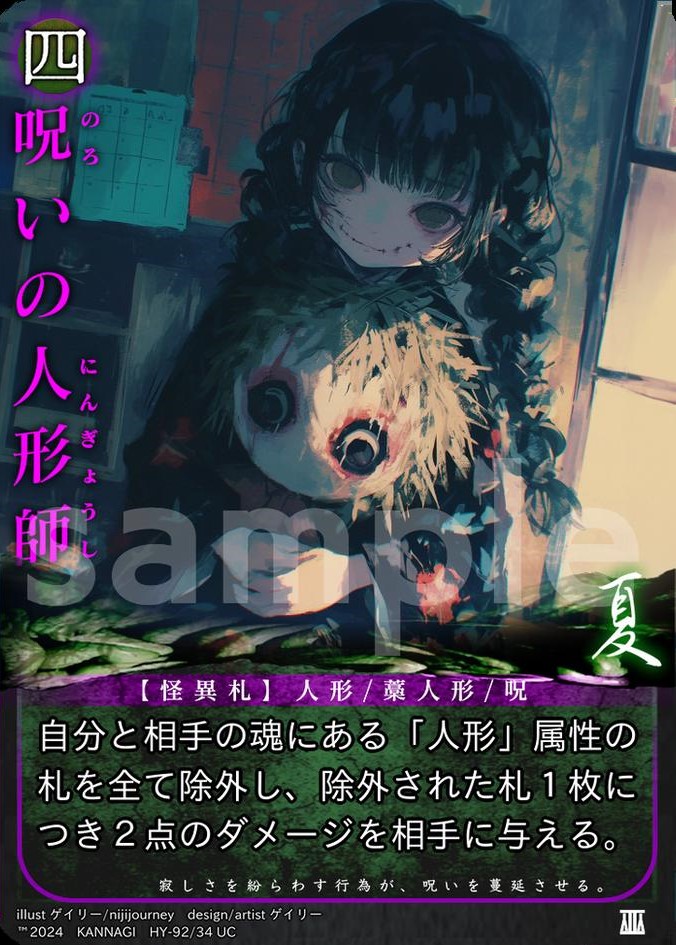 四
呪いの人形師
のろ
にんぎょうし
sample
夏
【怪異札】人形/藁人形/呪
自分と相手の魂にある「人形」属性の
札を全て除外し、除外された札1枚に
つき2点のダメージを相手に与える。
寂しさを紛らわす行為が、呪いを蔓延させる。
illust ゲイリー/nijijourney design/artist ゲイリー
™2024 KANNAGI HY-92/34 UC